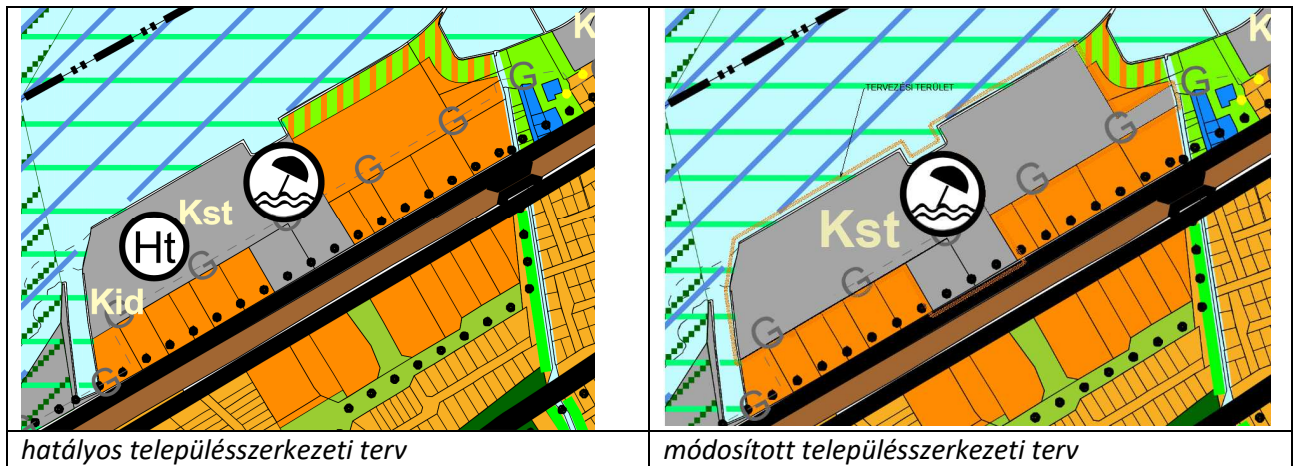 K
G
G
G
Kst
G
Ht
G
Kid
G
G
hatályos településszerkezeti terv
TERVEZÉSI TERÜLET
K
G
G
G
Kst
G
G
G
G
módosított településszerkezeti terv